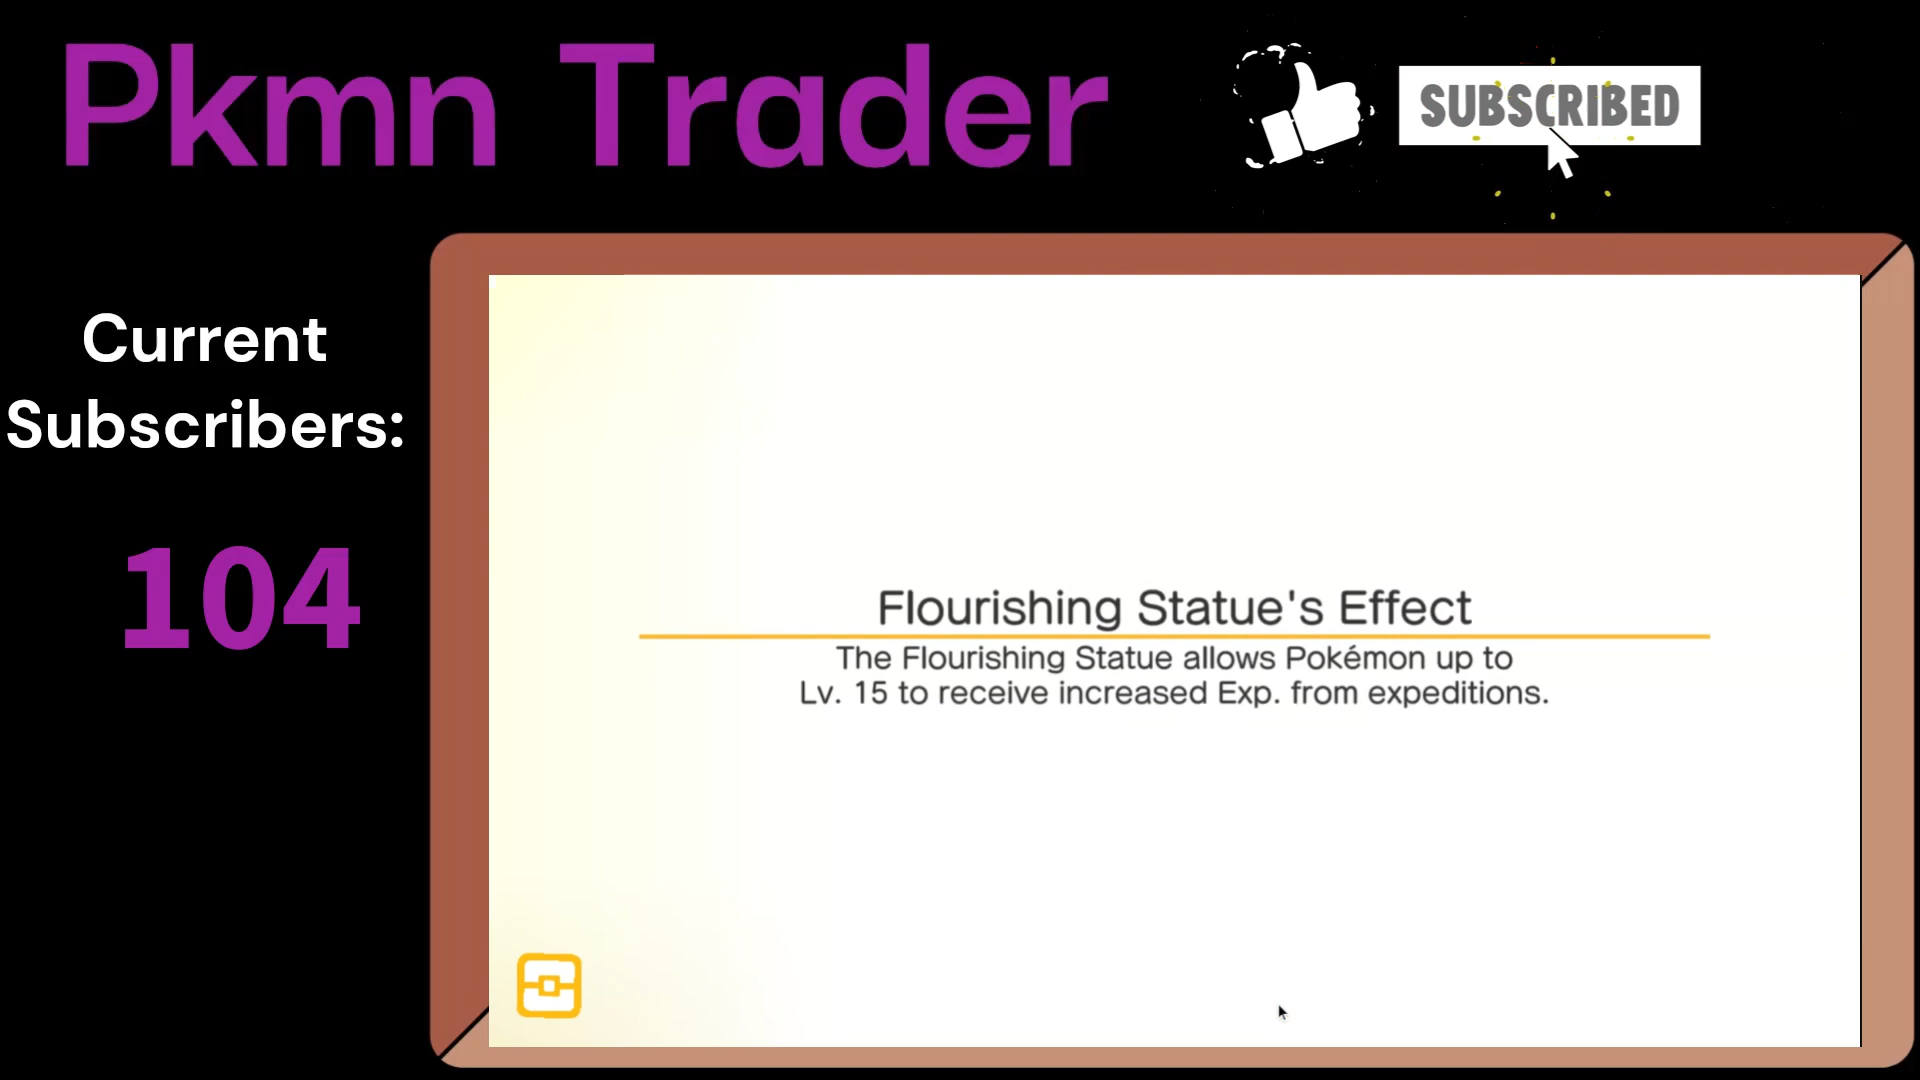 Pkmn Trader
SUBSCRIBED
Current
Subscribers:
104
Flourishing Statue's Effect
The Flourishing Statue allows Pokémon up to
Lv. 15 to receive increased Exp. from expeditions.